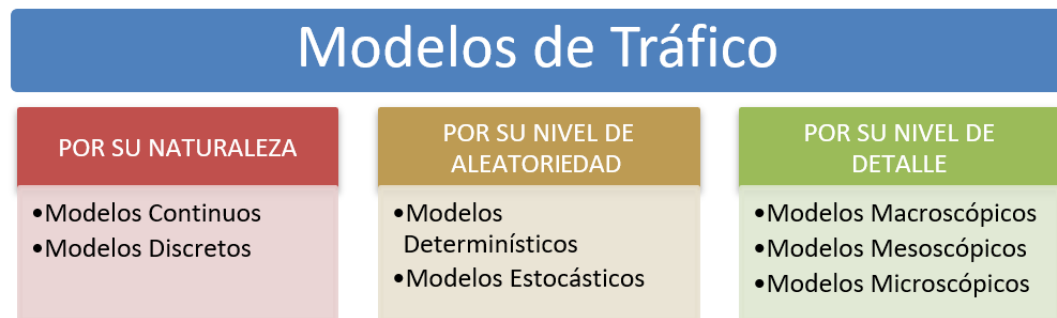 Modelos de Tráfico
POR SU NATURALEZA
•Modelos Continuos
•Modelos Discretos
POR SU NIVEL DE
ALEATORIEDAD
•Modelos
Determinísticos
•Modelos Estocásticos
POR SU NIVEL DE
DETALLE
•Modelos Macroscópicos
•Modelos Mesoscópicos
•Modelos Microscópicos